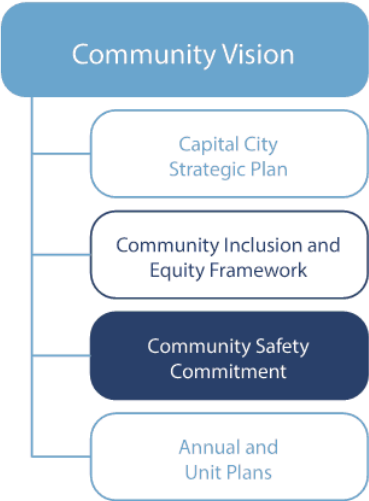 Community Vision
Capital City
Strategic Plan
Community Inclusion and
Equity Framework
Community Safety
Commitment
Annual and
Unit Plans